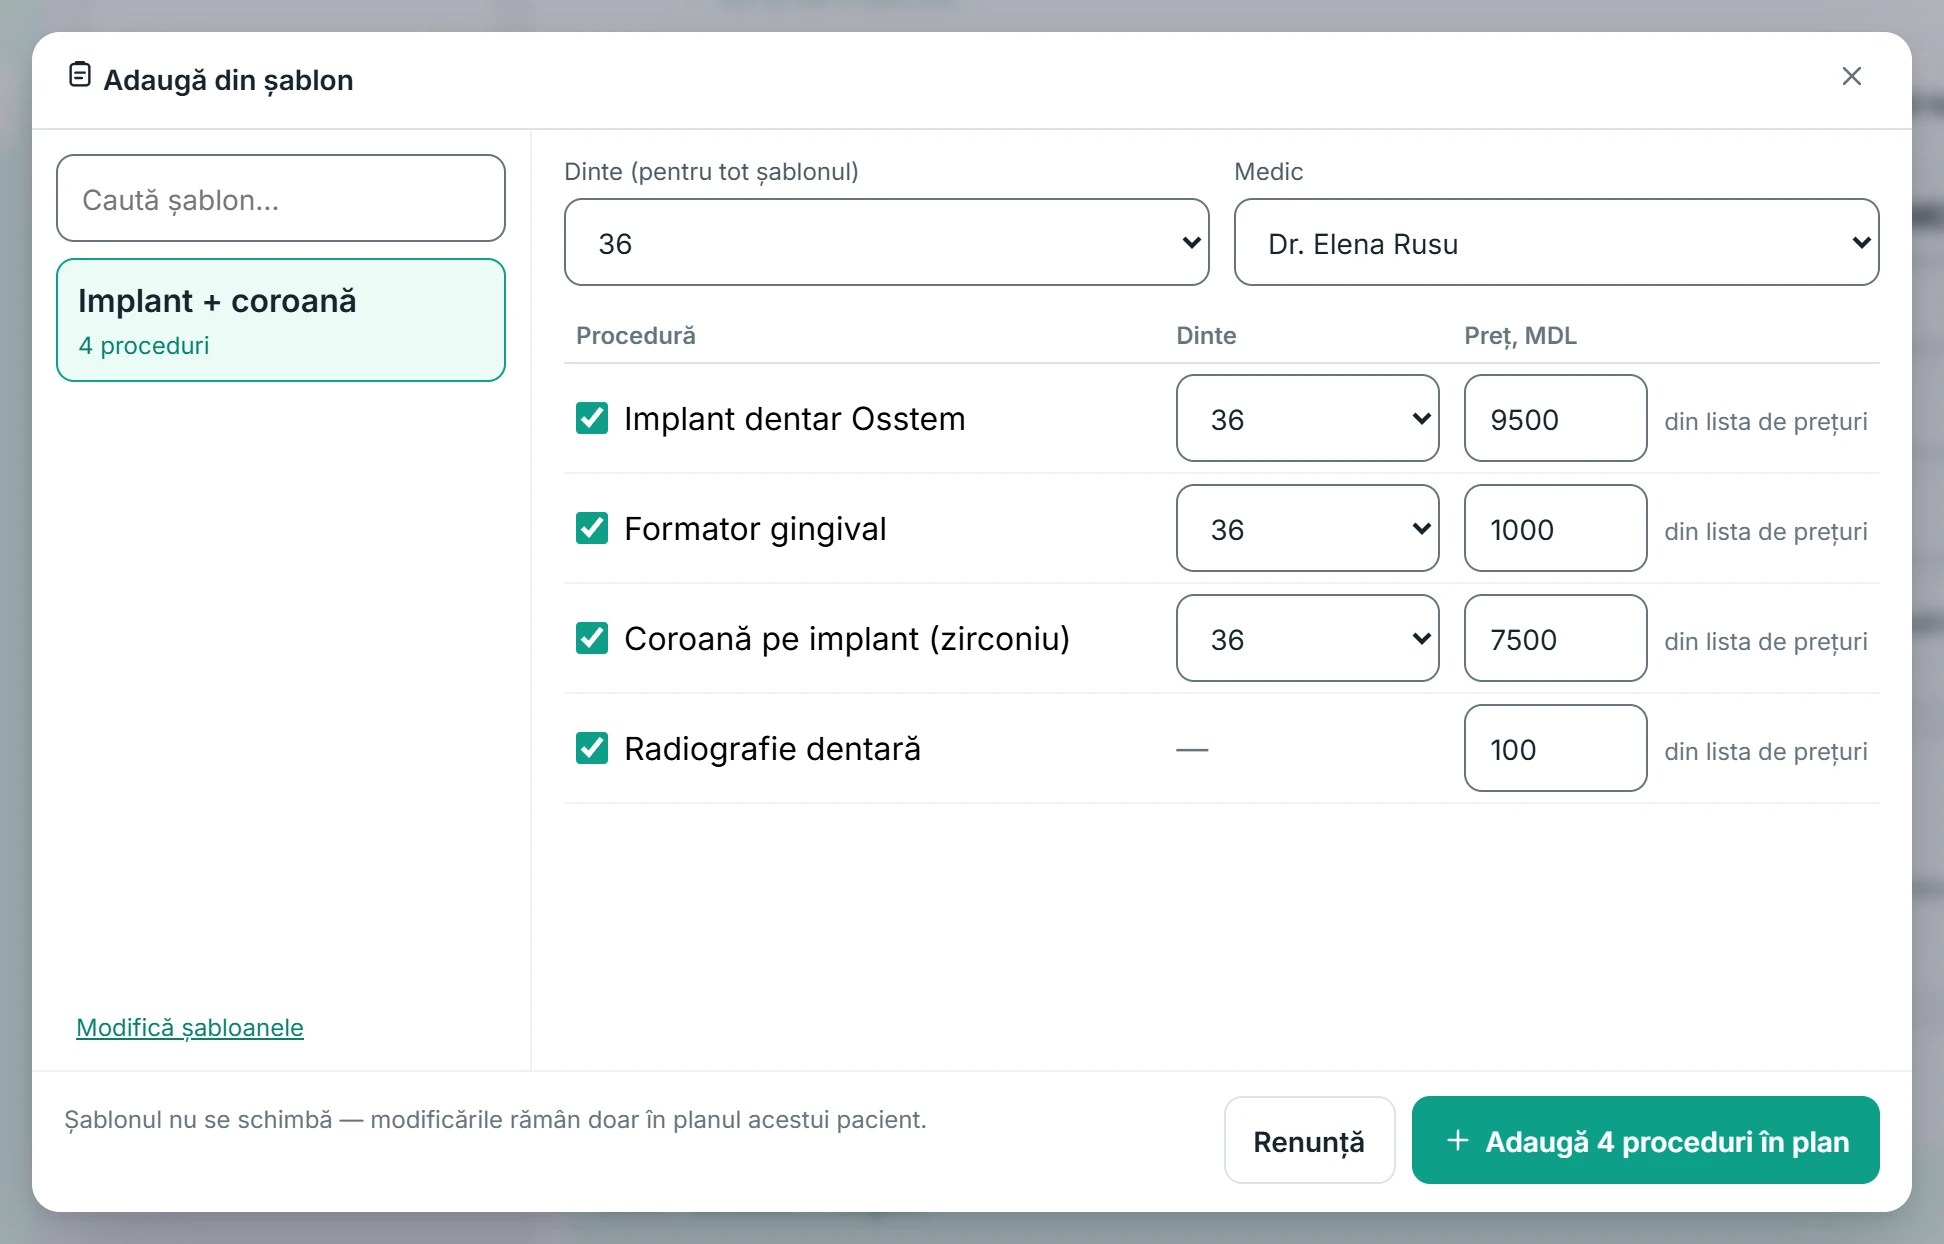 Adaugă din șablon
Caută șablon...
Implant + coroană
4 proceduri
Modifică șabloanele
Dinte (pentru tot șablonul)
36
Medic
Dr. Elena Rusu
Procedură Dinte Preț, MDL
Implant dentar Osstem 36 9500 din lista de prețuri
Formator gingival 36 1000 din lista de prețuri
Coroană pe implant (zirconiu) 36 7500 din lista de prețuri
Radiografie dentară — 100 din lista de prețuri
Șablonul nu se schimbă — modificările rămân doar în planul acestui pacient.
Renunță
+ Adaugă 4 proceduri în plan